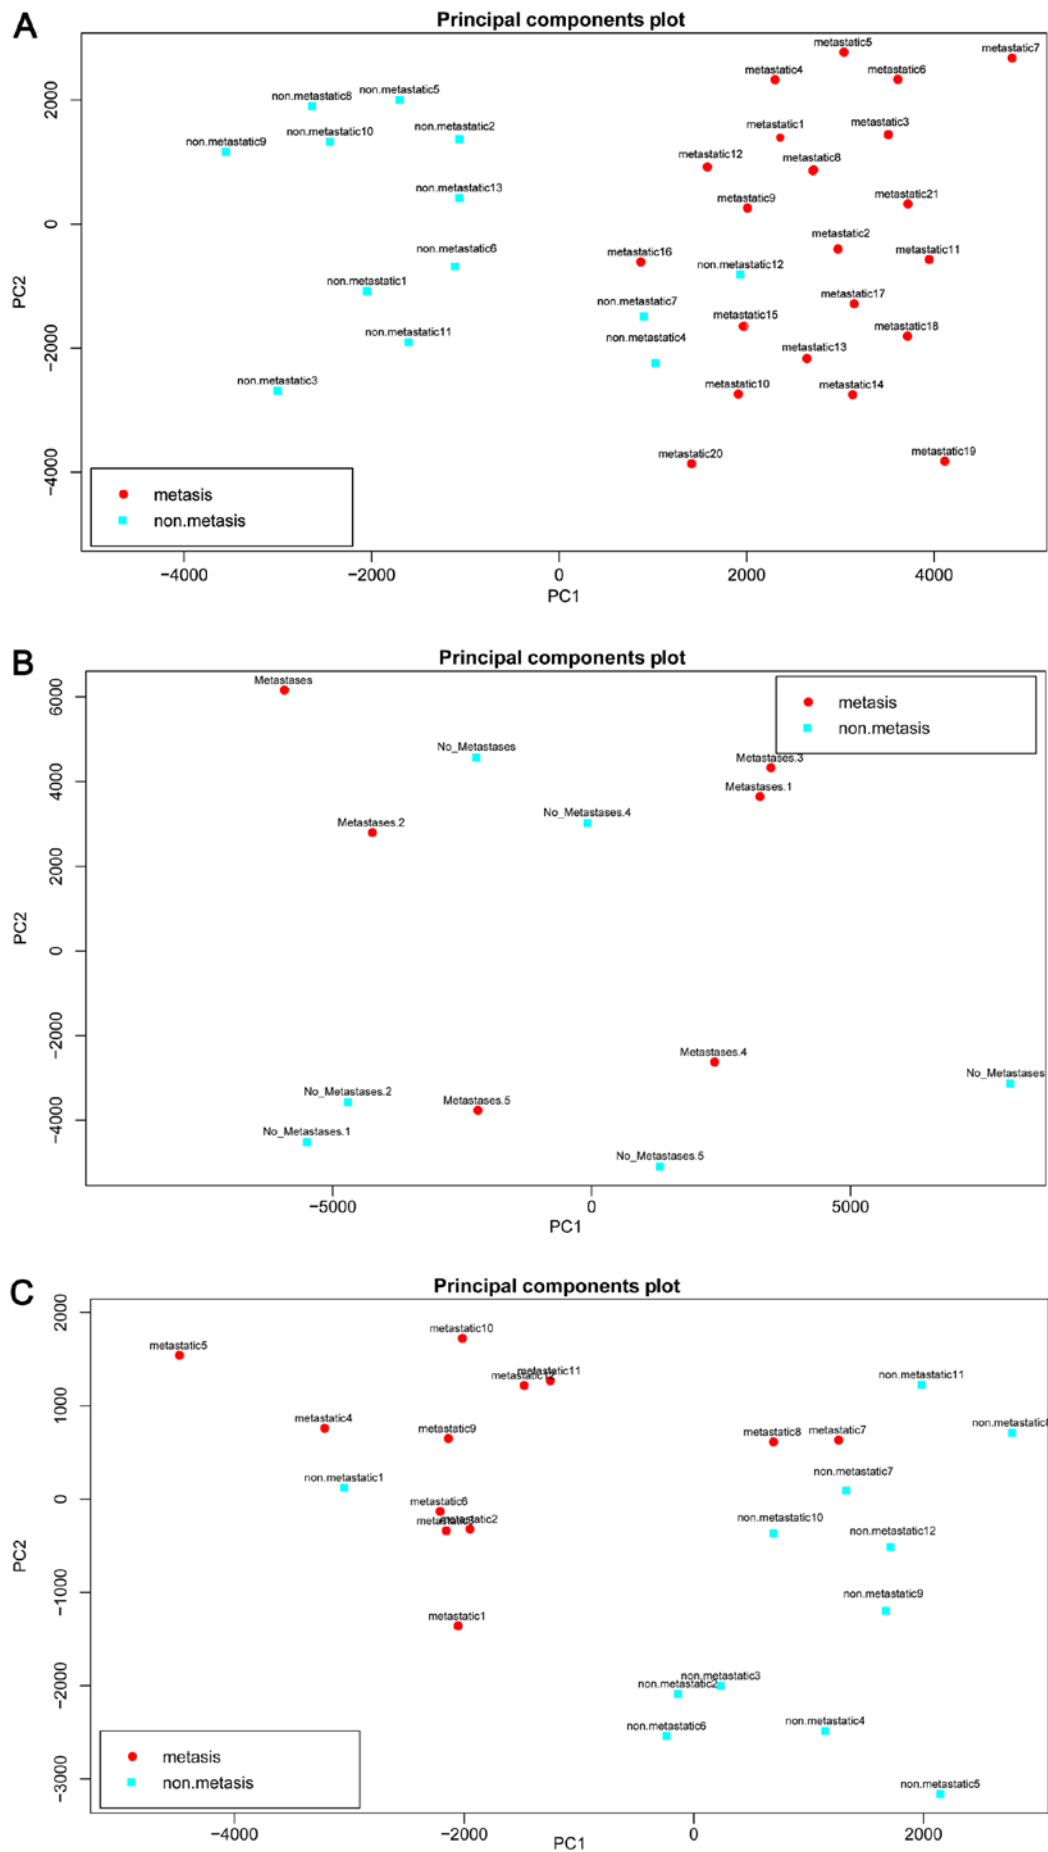 A
Principal components plot
metastatic5
metastatic7
metastatic4
metastatic6
non.metastatic5
non.metastatic8
metastatic3
metastatic1
non.metastatic2
non.metastatic10
non.metastatic9
metastatic12
metastatic8
non.metastatic13
metastatic9
metastatic21
metastatic2
non.metastatic6
metastatic16
metastatic11
non.metastatic12
non.metastatic1
metastatic17
non.metastatic7
metastatic15
metastatic18
non.metastatic11
non.metastatic4
metastatic13
non.metastatic3
metastatic10
metastatic14
metastatic20
metastatic19
metasis
non.metasis
2000
0
−2000
−4000
PC2
−4000 −2000 0 2000 4000
PC1
B
Principal components plot
Metastases
metasis
non.metasis
No_Metastases
Metastases.3
Metastases.1
No_Metastases.4
Metastases.2
Metastases.4
No_Metastases
No_Metastases.2
Metastases.5
No_Metastases.1
No_Metastases.5
6000
4000
2000
0
−2000
−4000
PC2
−5000 0 5000
PC1
C
Principal components plot
metastatic10
metastatic5
metastatic11
metastatic12
non.metastatic11
metastatic4
metastatic9
metastatic8
metastatic7
non.metastatic8
non.metastatic1
non.metastatic7
metastatic6
metastatic2
non.metastatic10
non.metastatic12
non.metastatic9
metastatic1
non.metastatic3
non.metastatic2
non.metastatic6
non.metastatic4
non.metastatic5
metasis
non.metasis
2000
1000
0
−1000
−2000
−3000
PC2
−4000 −2000 0 2000
PC1